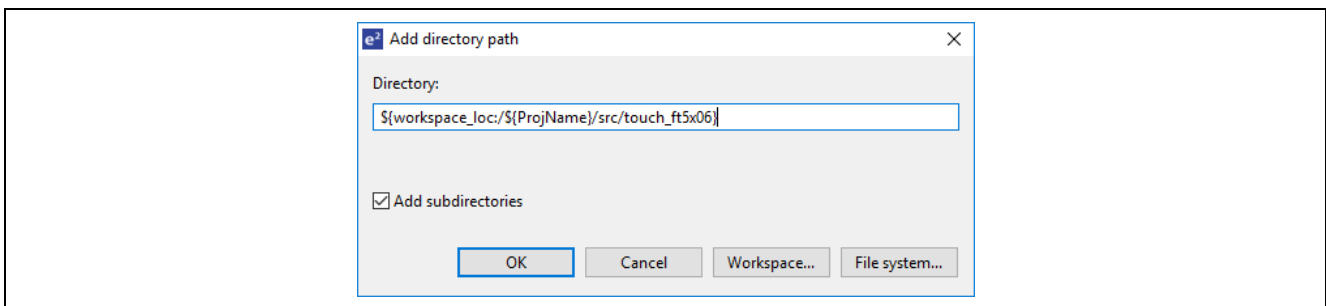 e² Add directory path
Directory:
${workspace_loc:/${ProjName}/src/touch_ft5x06}
Add subdirectories
OK Cancel Workspace... File system...